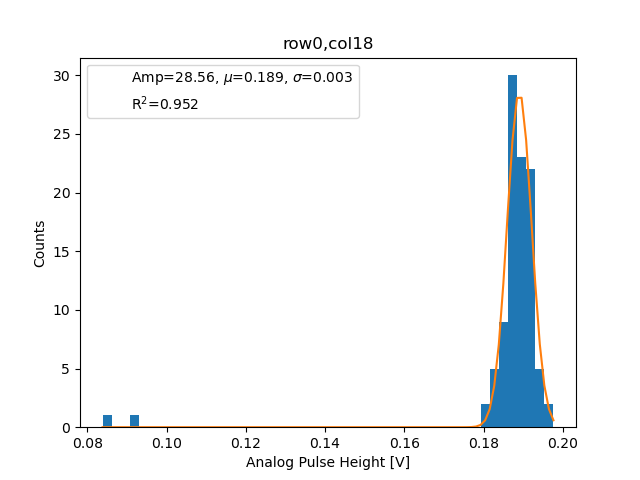 row0,col18
Amp=28.56, μ=0.189, σ=0.003
R²=0.952
30
25
20
15
10
5
0
Counts
0.08 0.10 0.12 0.14 0.16 0.18 0.20
Analog Pulse Height [V]